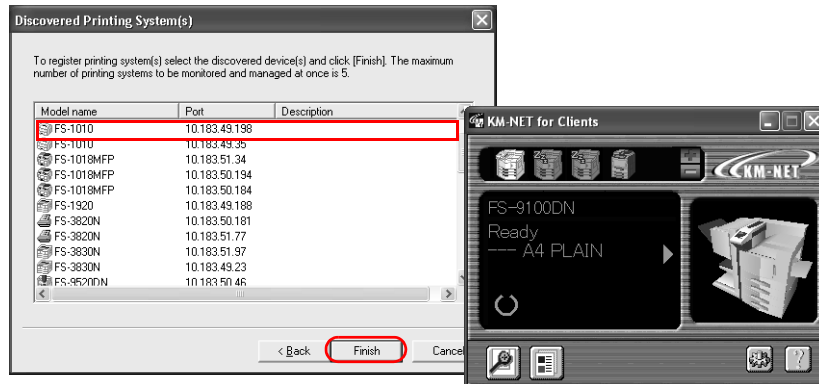 Discovered Printing System(s)
To register printing system(s) select the discovered device(s) and click [Finish]. The maximum
number of printing systems to be monitored and managed at once is 5.
Model name Port Description
FS-1010 10.183.49.198
FS-1010 10.183.49.35
FS-1018MFP 10.183.51.34
FS-1018MFP 10.183.50.194
FS-1018MFP 10.183.50.184
FS-1920 10.183.49.188
FS-3820N 10.183.50.181
FS-3820N 10.183.51.77
FS-3830N 10.183.51.97
FS-3830N 10.183.49.23
FS-9520DN 10.183.50.46
< Back Finish Cancel
KM-NET for Clients
KM-NET
FS-9100DN
Ready
--- A4 PLAIN